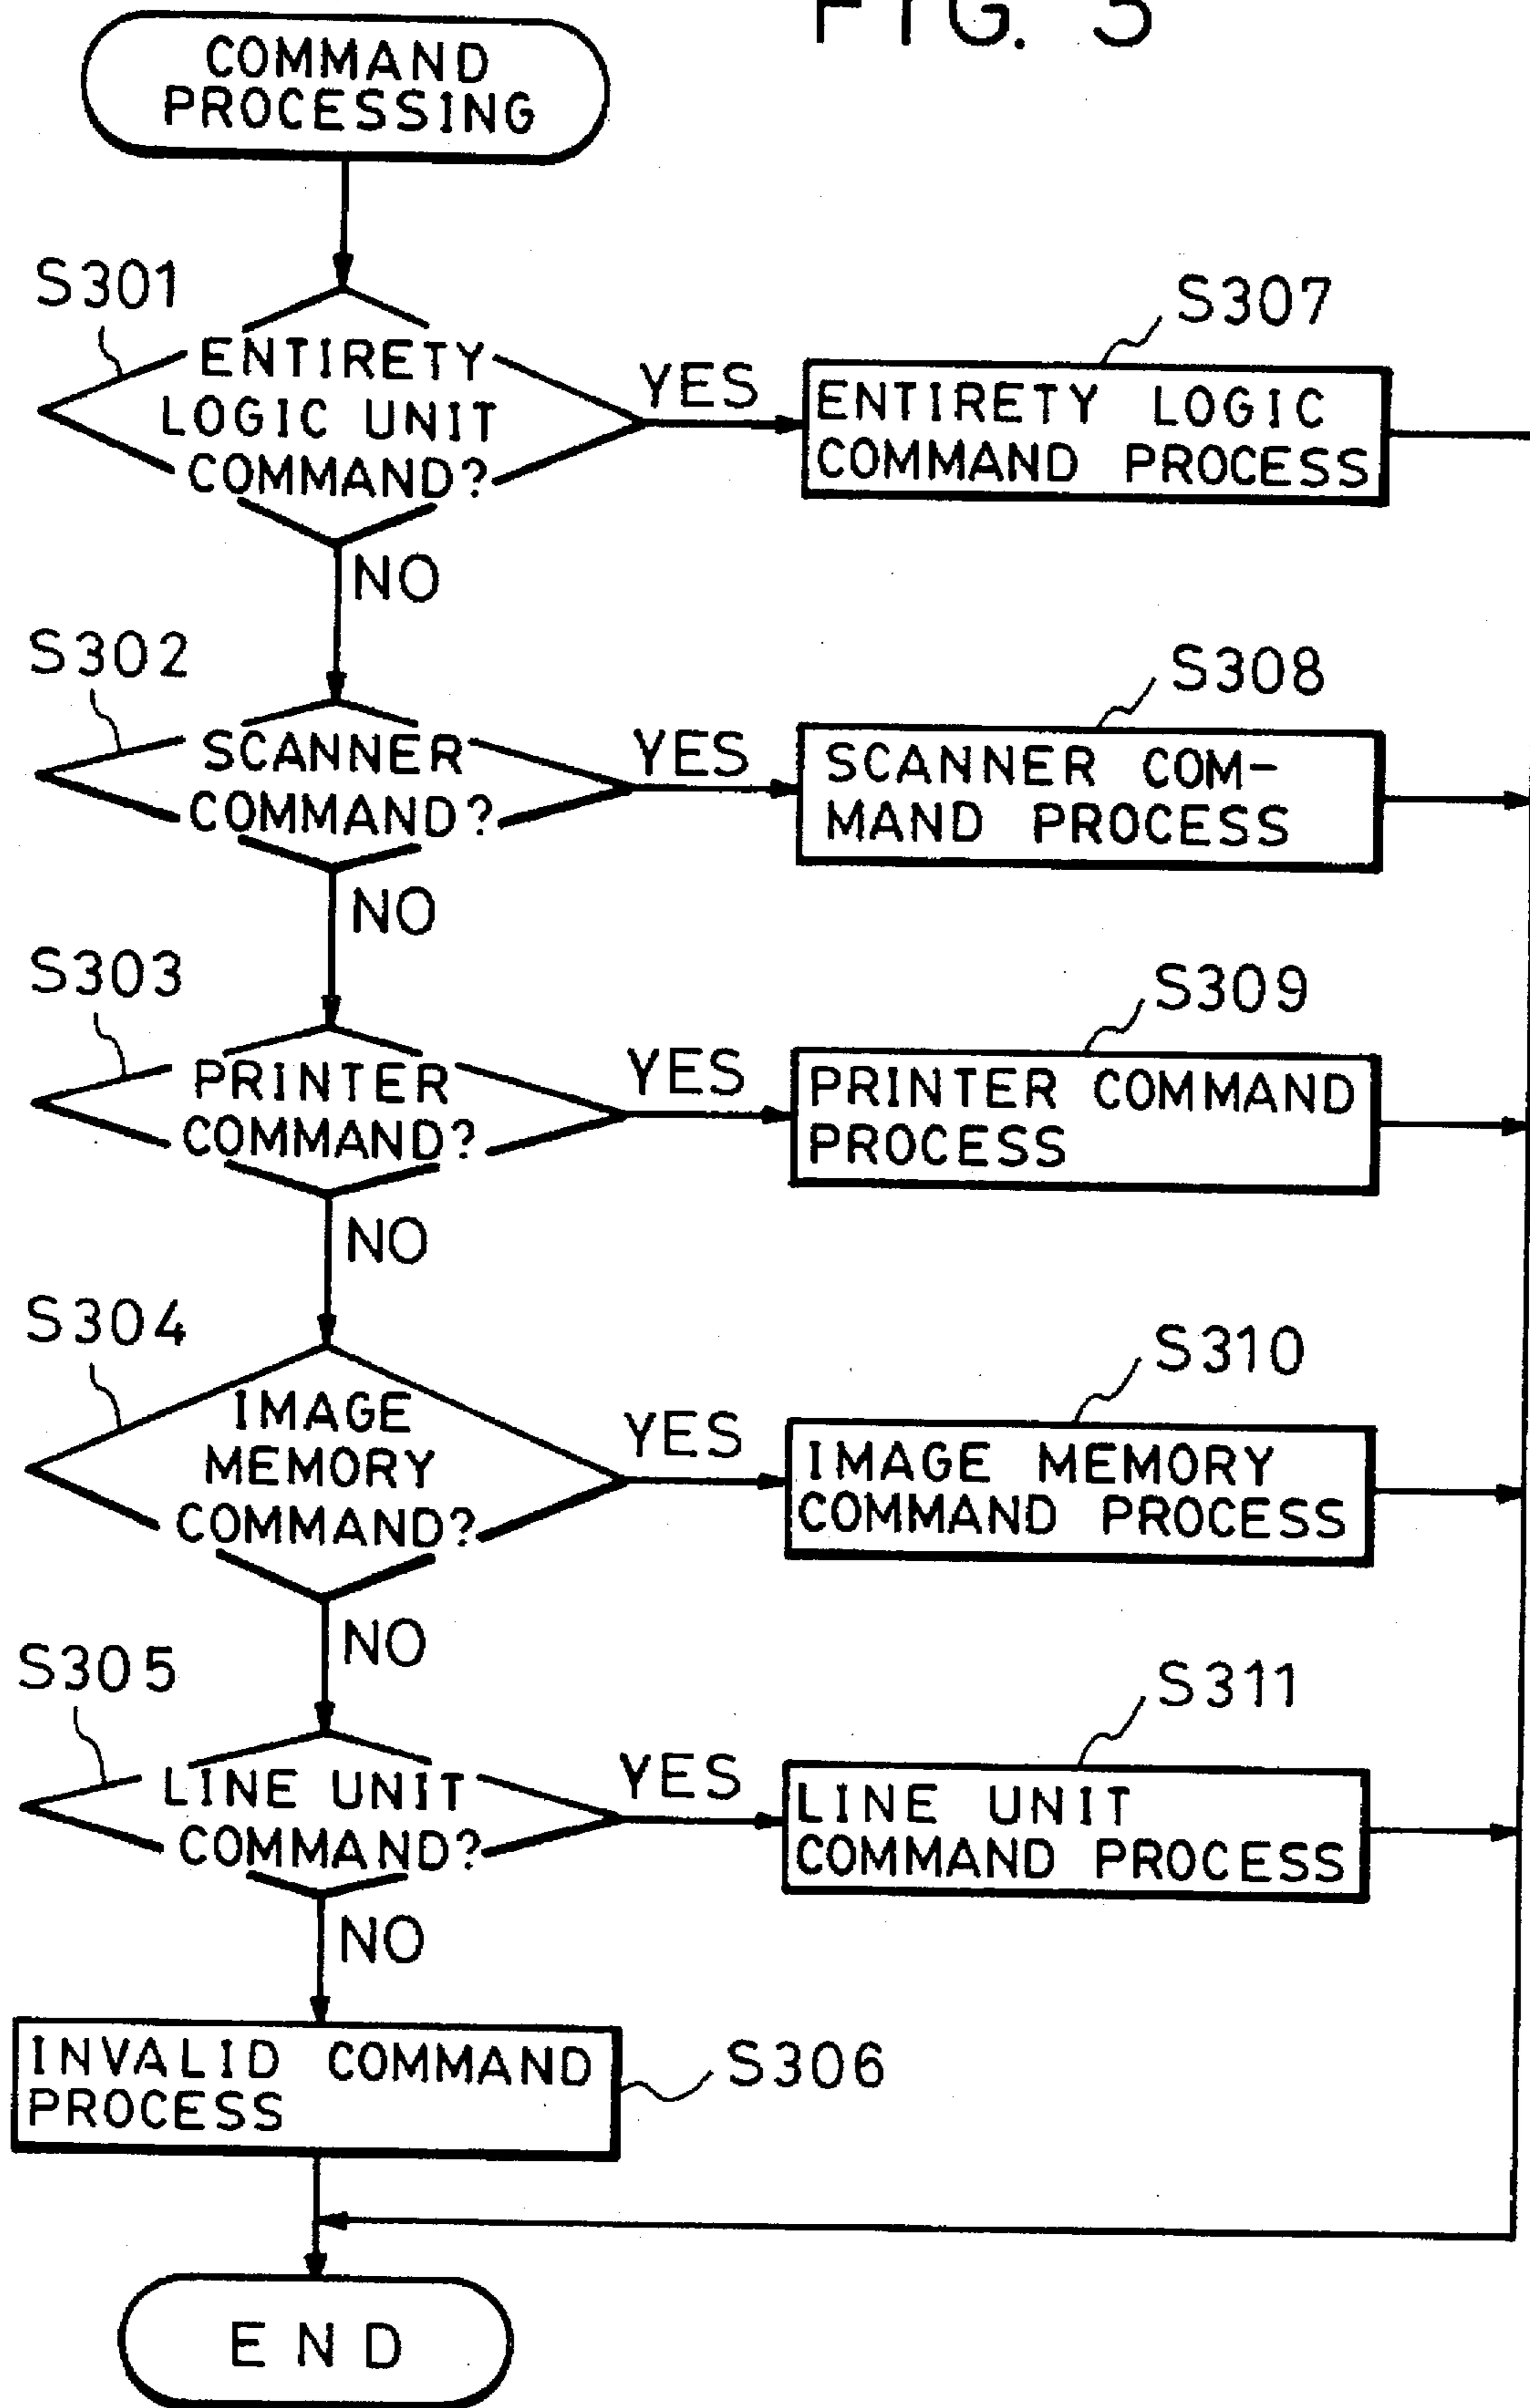 FIG. 3
COMMAND
PROCESSING
S301
ENTIRETY
LOGIC UNIT
COMMAND?
YES
S307
ENTIRETY LOGIC
COMMAND PROCESS
NO
S302
SCANNER
COMMAND?
YES
S308
SCANNER COM-
MAND PROCESS
NO
S303
PRINTER
COMMAND?
YES
S309
PRINTER COMMAND
PROCESS
NO
S304
IMAGE
MEMORY
COMMAND?
YES
S310
IMAGE MEMORY
COMMAND PROCESS
NO
S305
LINE UNIT
COMMAND?
YES
S311
LINE UNIT
COMMAND PROCESS
NO
INVALID COMMAND
PROCESS
S306
END